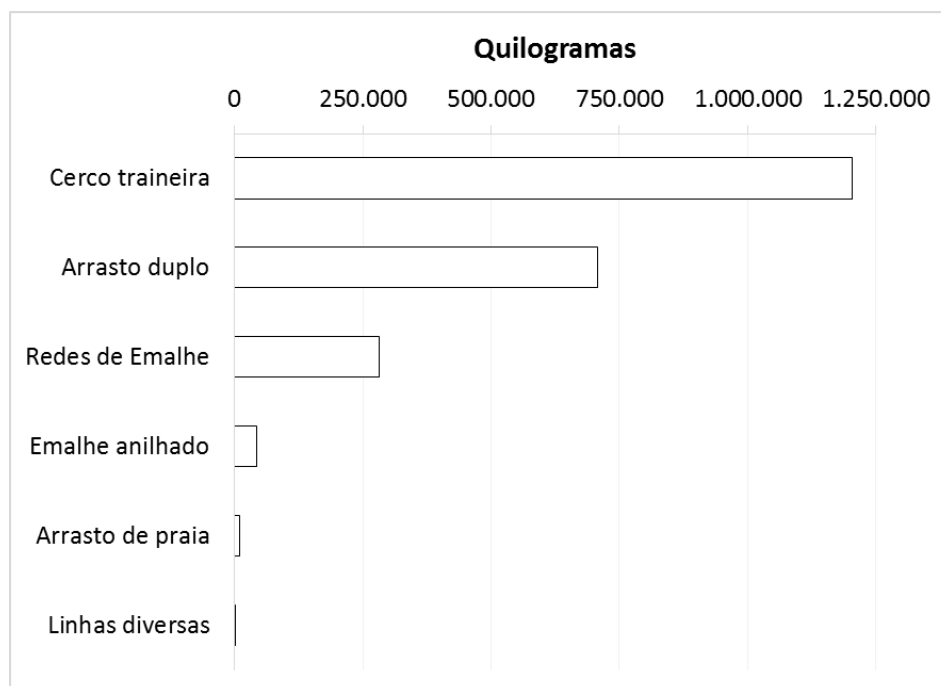 Quilogramas
0 250.000 500.000 750.000 1.000.000 1.250.000
Cerco traineira
Arrasto duplo
Redes de Emalhe
Emalhe anilhado
Arrasto de praia
Linhas diversas